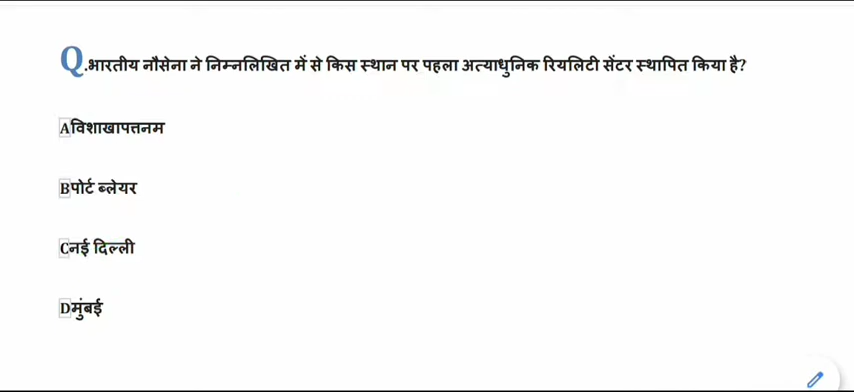 Q.भारतीय नौसेना ने निम्नलिखित में से किस स्थान पर पहला अत्याधुनिक रियलिटी सेंटर स्थापित किया है?
Aविशाखापत्तनम
Bपोर्ट ब्लेयर
Cनई दिल्ली
Dमुंबई